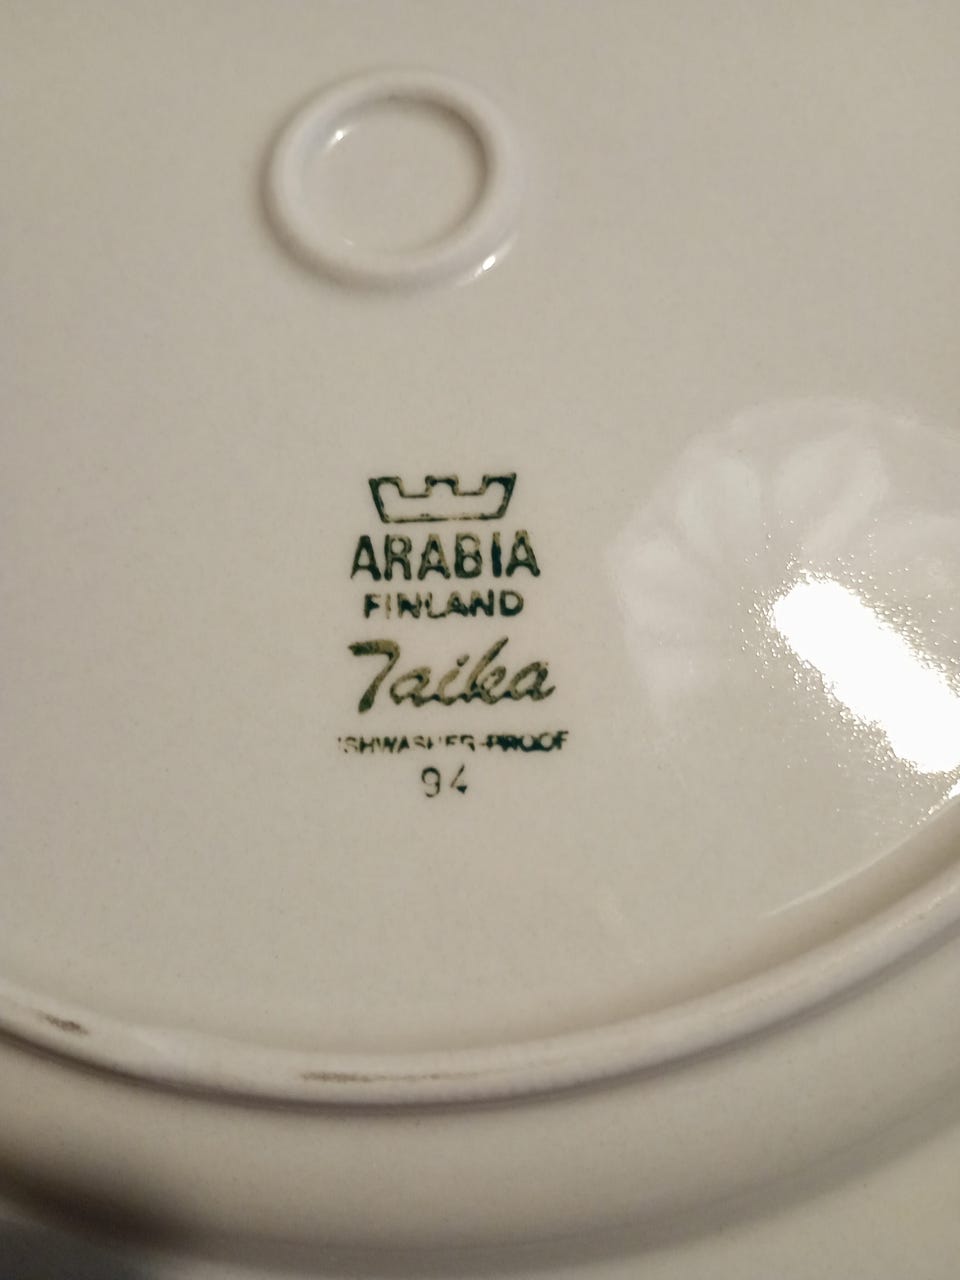 ARABIA
FINLAND
Taika
ISHWASHER-PROOF
94